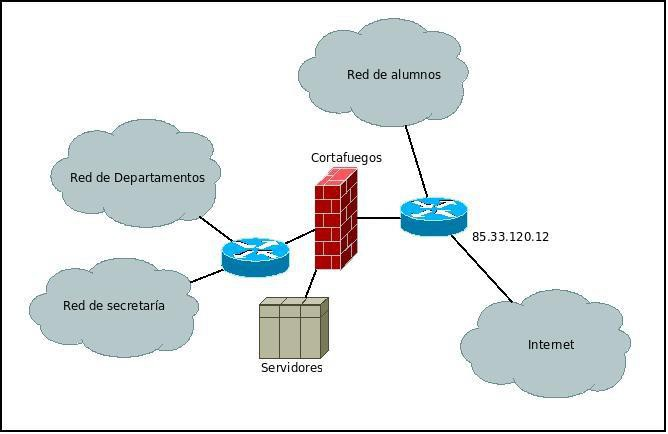 Red de alumnos
Cortafuegos
Red de Departamentos
85.33.120.12
Red de secretaría
Internet
Servidores